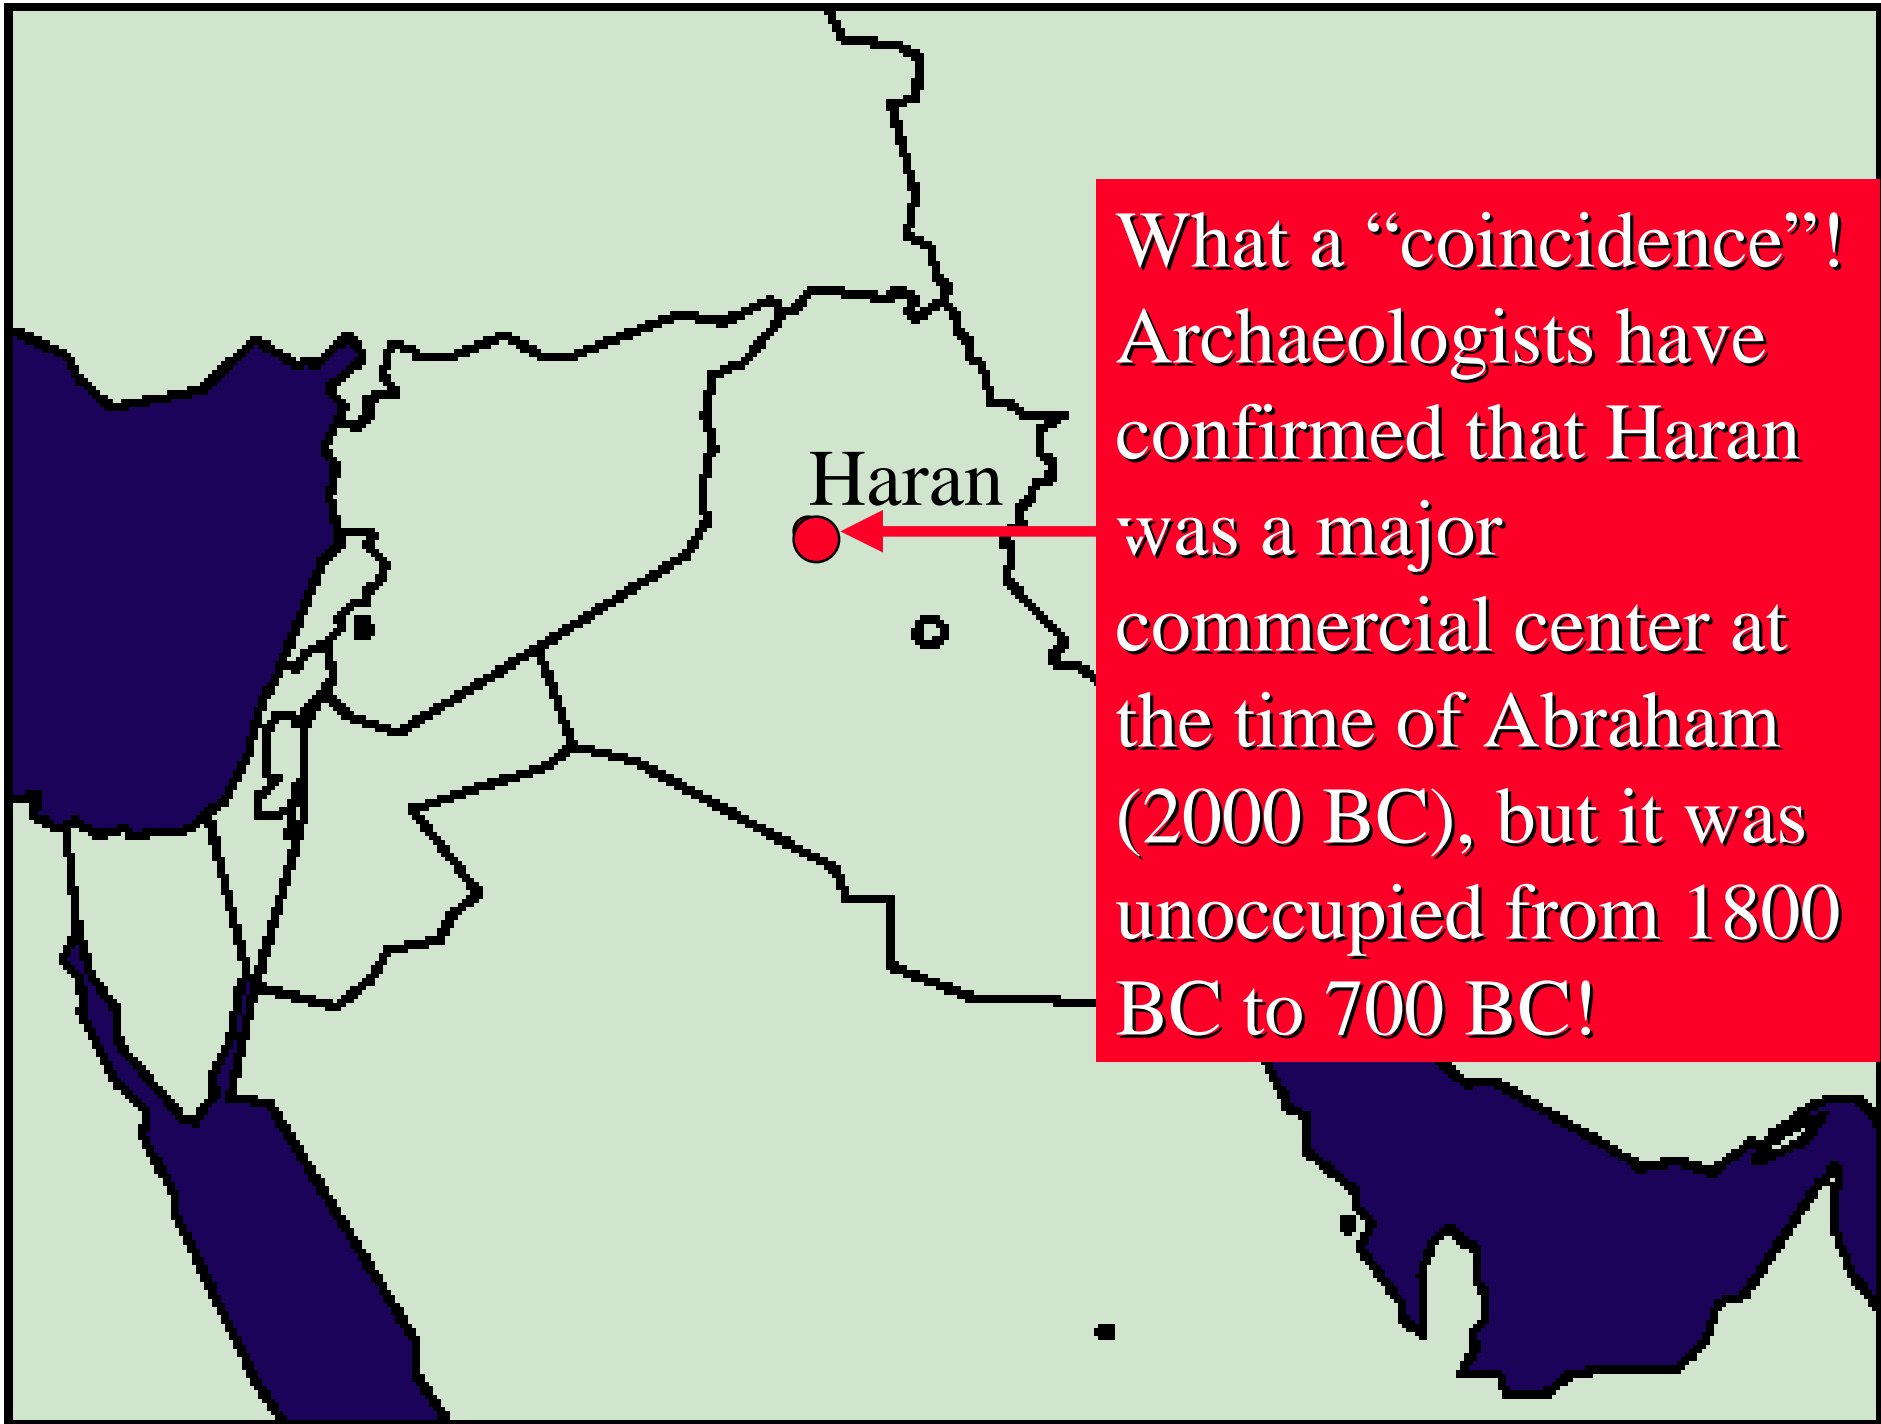 What a “coincidence”!
Archaeologists have
confirmed that Haran
was a major
commercial center at
the time of Abraham
(2000 BC), but it was
unoccupied from 1800
BC to 700 BC!
Haran